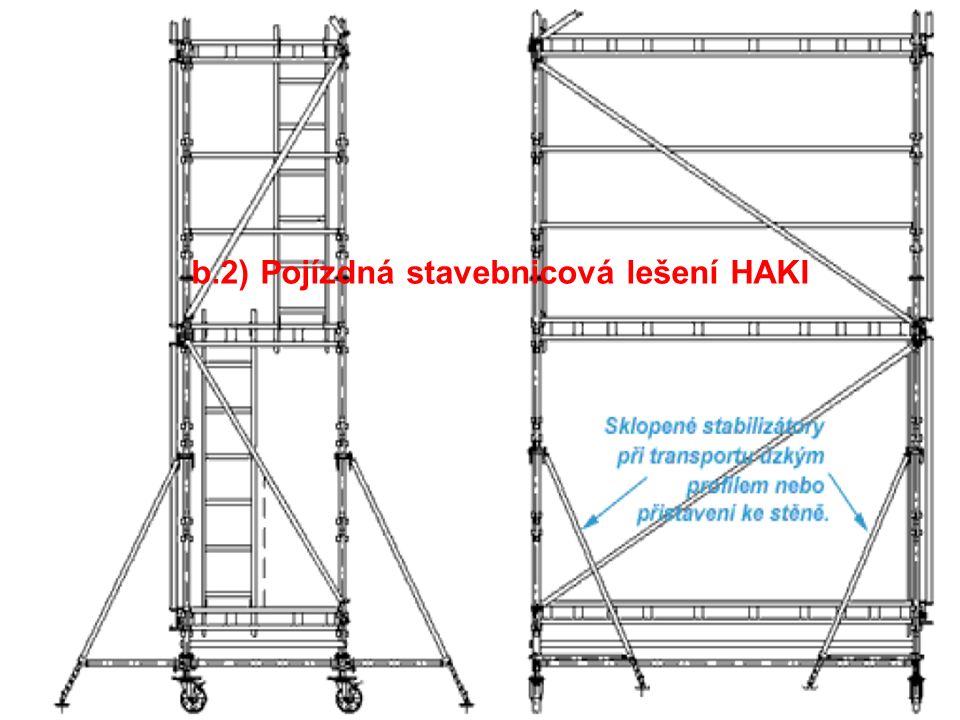 b.2) Pojízdná stavebnicová lešení HAKI
Sklopené stabilizátory
při transportu úzkým
profilem nebo
přistavení ke stěně.